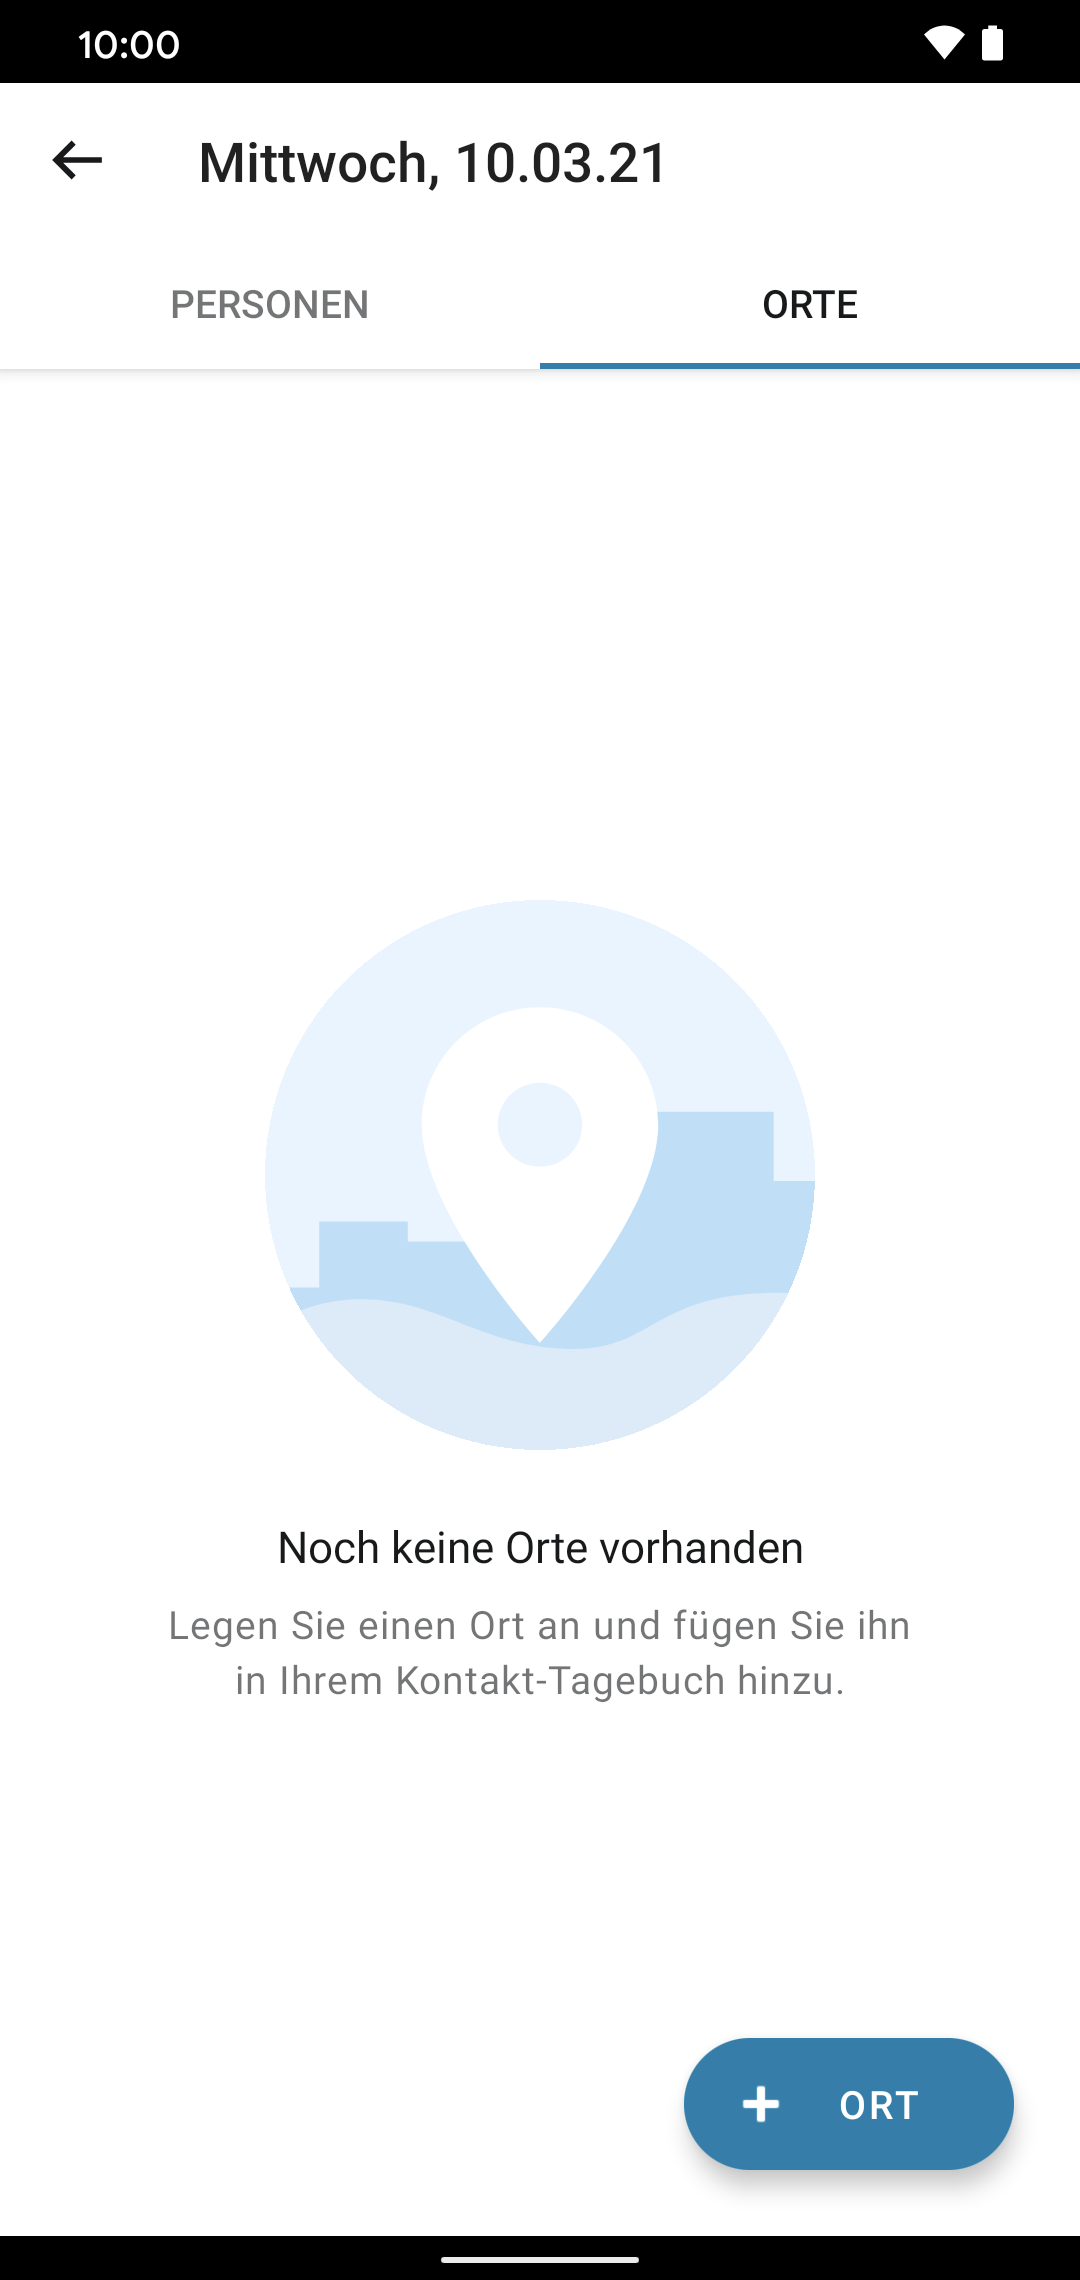 10:00
Mittwoch, 10.03.21
PERSONEN
ORTE
Noch keine Orte vorhanden
Legen Sie einen Ort an und fügen Sie ihn
in Ihrem Kontakt-Tagebuch hinzu.
ORT